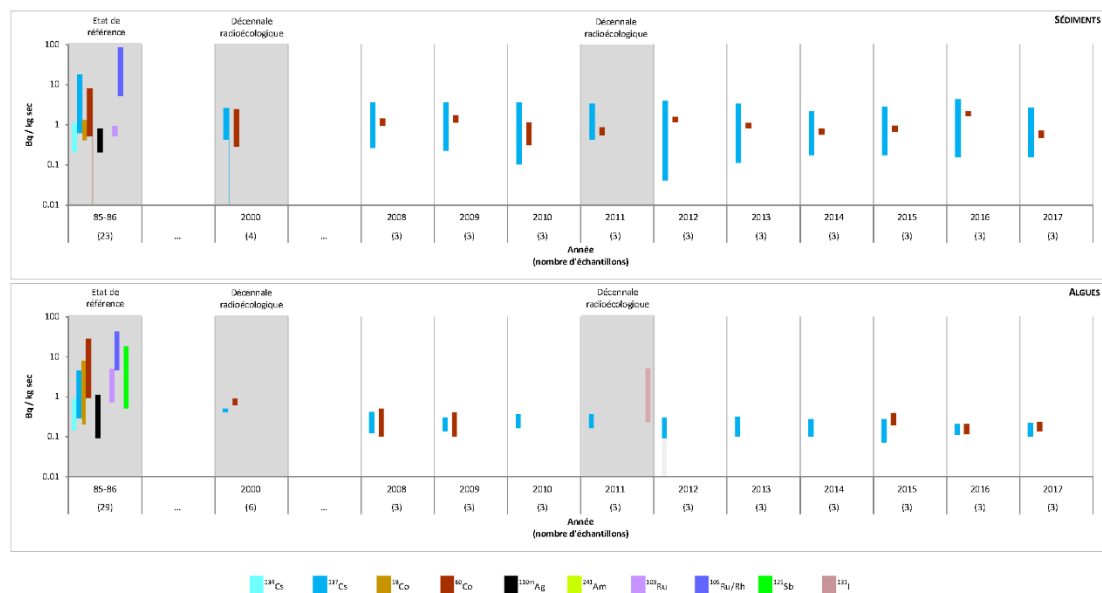 SÉDIMENTS
Etat de référence
Décennale radioécologique
Décennale radioécologique
Bq / kg sec
100
10
1
0.1
0.01
85-86 2000 2008 2009 2010 2011 2012 2013 2014 2015 2016 2017
(23) ... (4) ... (3) (3) (3) (3) (3) (3) (3) (3) (3) (3)
Année
(nombre d'échantillons)
ALGUES
Etat de référence
Décennale radioécologique
Décennale radioécologique
Bq / kg sec
100
10
1
0.1
0.01
85-86 2000 2008 2009 2010 2011 2012 2013 2014 2015 2016 2017
(29) ... (6) ... (3) (3) (3) (3) (3) (3) (3) (3) (3) (3)
Année
(nombre d'échantillons)
134Cs 137Cs 58Co 60Co 110mAg 241Am 103Ru 106Ru/Rh 125Sb 131I